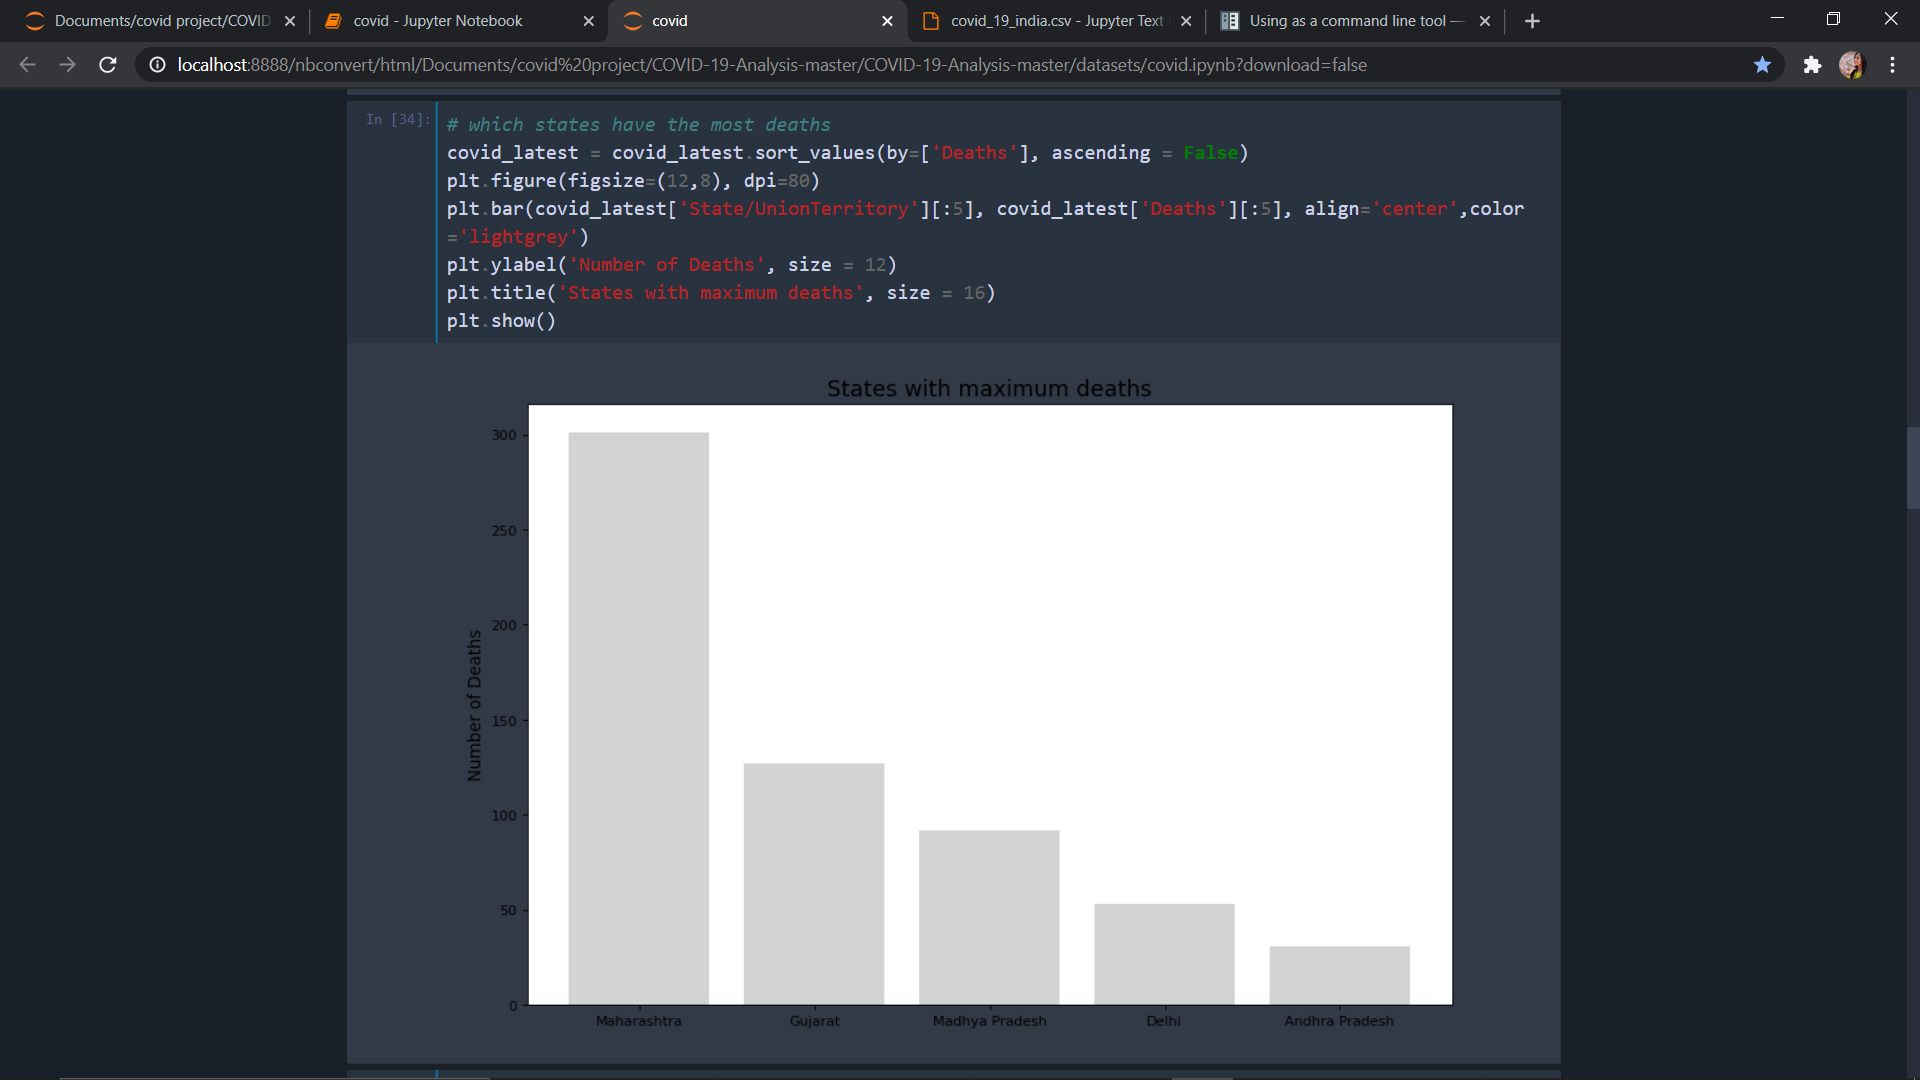 Documents/covid project/COVID
covid - Jupyter Notebook
covid
covid_19_india.csv - Jupyter Text
Using as a command line tool —
localhost:8888/nbconvert/html/Documents/covid%20project/COVID-19-Analysis-master/COVID-19-Analysis-master/datasets/covid.ipynb?download=false
In [34]:
# which states have the most deaths
covid_latest = covid_latest.sort_values(by=['Deaths'], ascending = False)
plt.figure(figsize=(12,8), dpi=80)
plt.bar(covid_latest['State/UnionTerritory'][:5], covid_latest['Deaths'][:5], align='center',color
='lightgrey')
plt.ylabel('Number of Deaths', size = 12)
plt.title('States with maximum deaths', size = 16)
plt.show()
States with maximum deaths
Number of Deaths
300
250
200
150
100
50
0
Maharashtra
Gujarat
Madhya Pradesh
Delhi
Andhra Pradesh